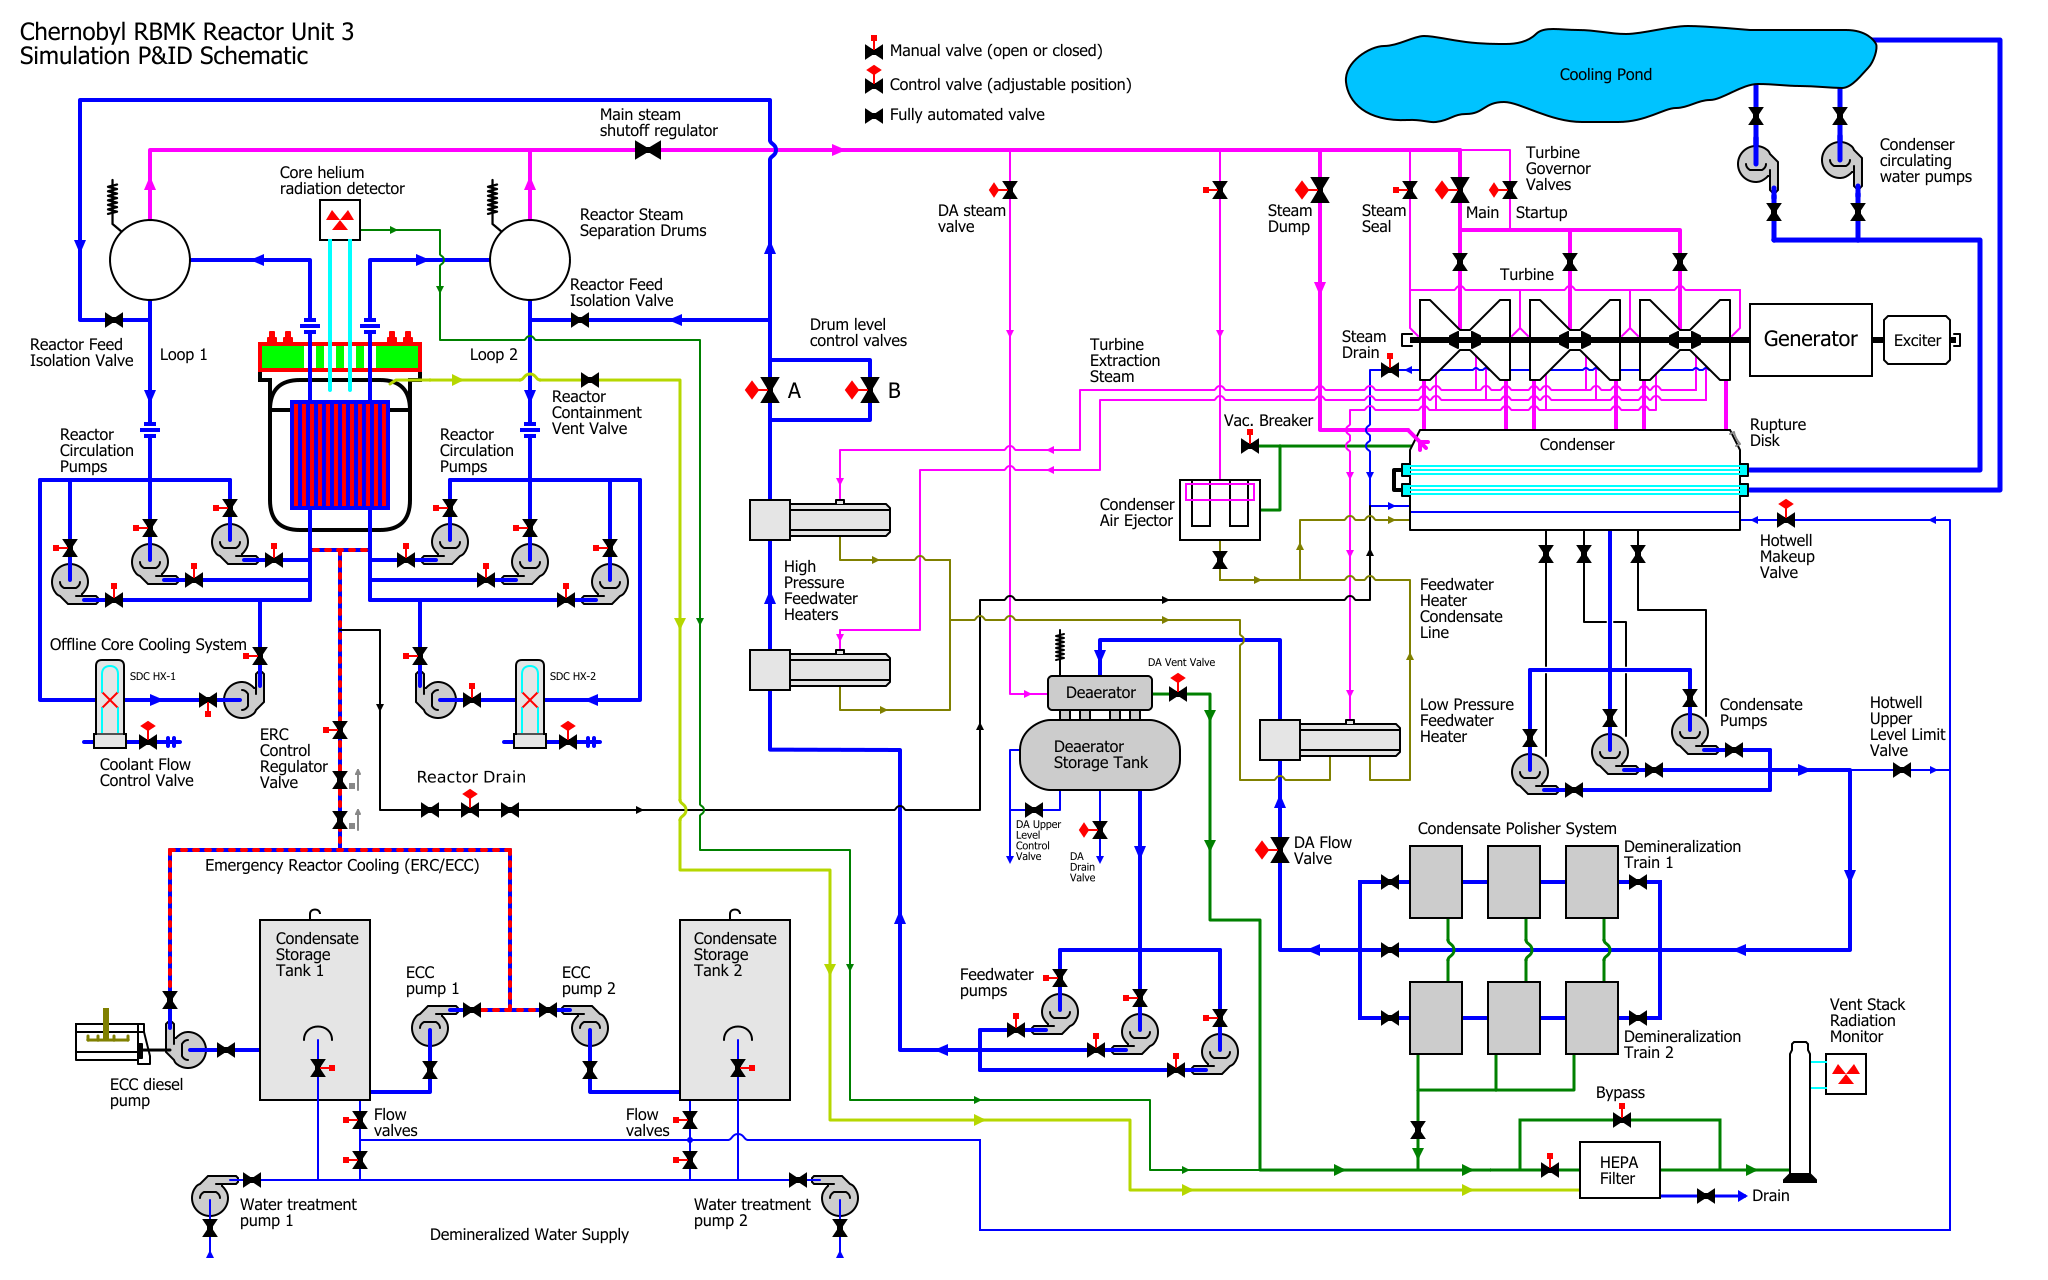 Chernobyl RBMK Reactor Unit 3
Simulation P&ID Schematic
Manual valve (open or closed)
Control valve (adjustable position)
Fully automated valve
Cooling Pond
Main steam
shutoff regulator
Core helium
radiation detector
Reactor Steam
Separation Drums
DA steam
valve
Steam
Dump
Steam
Seal
Main
Startup
Turbine
Governor
Valves
Condenser
circulating
water pumps
Reactor Feed
Isolation Valve
Loop 1
Loop 2
Reactor Feed
Isolation Valve
Drum level
control valves
A
B
Turbine
Extraction
Steam
Steam
Drain
Turbine
Generator
Exciter
Reactor
Containment
Vent Valve
Reactor
Circulation
Pumps
Reactor
Circulation
Pumps
Vac. Breaker
Condenser
Rupture
Disk
Condenser
Air Ejector
Hotwell
Makeup
Valve
High
Pressure
Feedwater
Heaters
Feedwater
Heater
Condensate
Line
Offline Core Cooling System
SDC HX-1
SDC HX-2
Coolant Flow
Control Valve
ERC
Control
Regulator
Valve
Reactor Drain
DA Vent Valve
Deaerator
Deaerator
Storage Tank
Low Pressure
Feedwater
Heater
Condensate
Pumps
Hotwell
Upper
Level Limit
Valve
DA Upper
Level
Control
Valve
DA
Drain
Valve
DA Flow
Valve
Condensate Polisher System
Demineralization
Train 1
Emergency Reactor Cooling (ERC/ECC)
Condensate
Storage
Tank 1
ECC
pump 1
ECC
pump 2
Condensate
Storage
Tank 2
Feedwater
pumps
Demineralization
Train 2
Vent Stack
Radiation
Monitor
ECC diesel
pump
Flow
valves
Flow
valves
Bypass
HEPA
Filter
Drain
Water treatment
pump 1
Water treatment
pump 2
Demineralized Water Supply